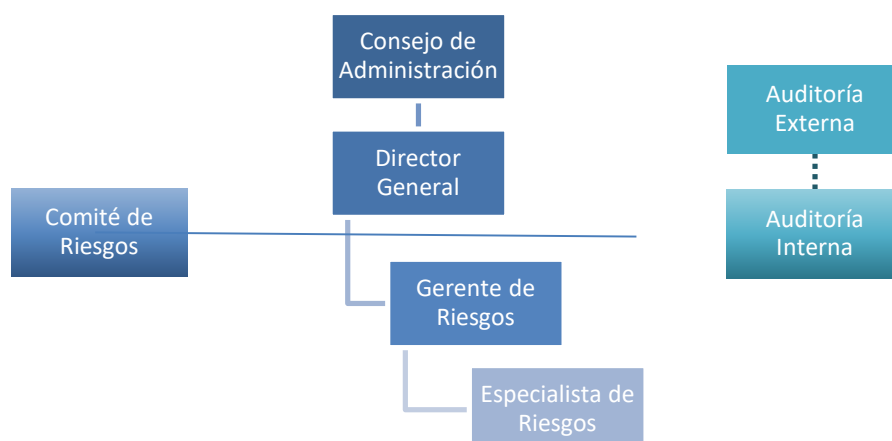 Consejo de
Administración
Auditoría
Externa
Director
General
Comité de
Riesgos
Auditoría
Interna
Gerente de
Riesgos
Especialista de
Riesgos